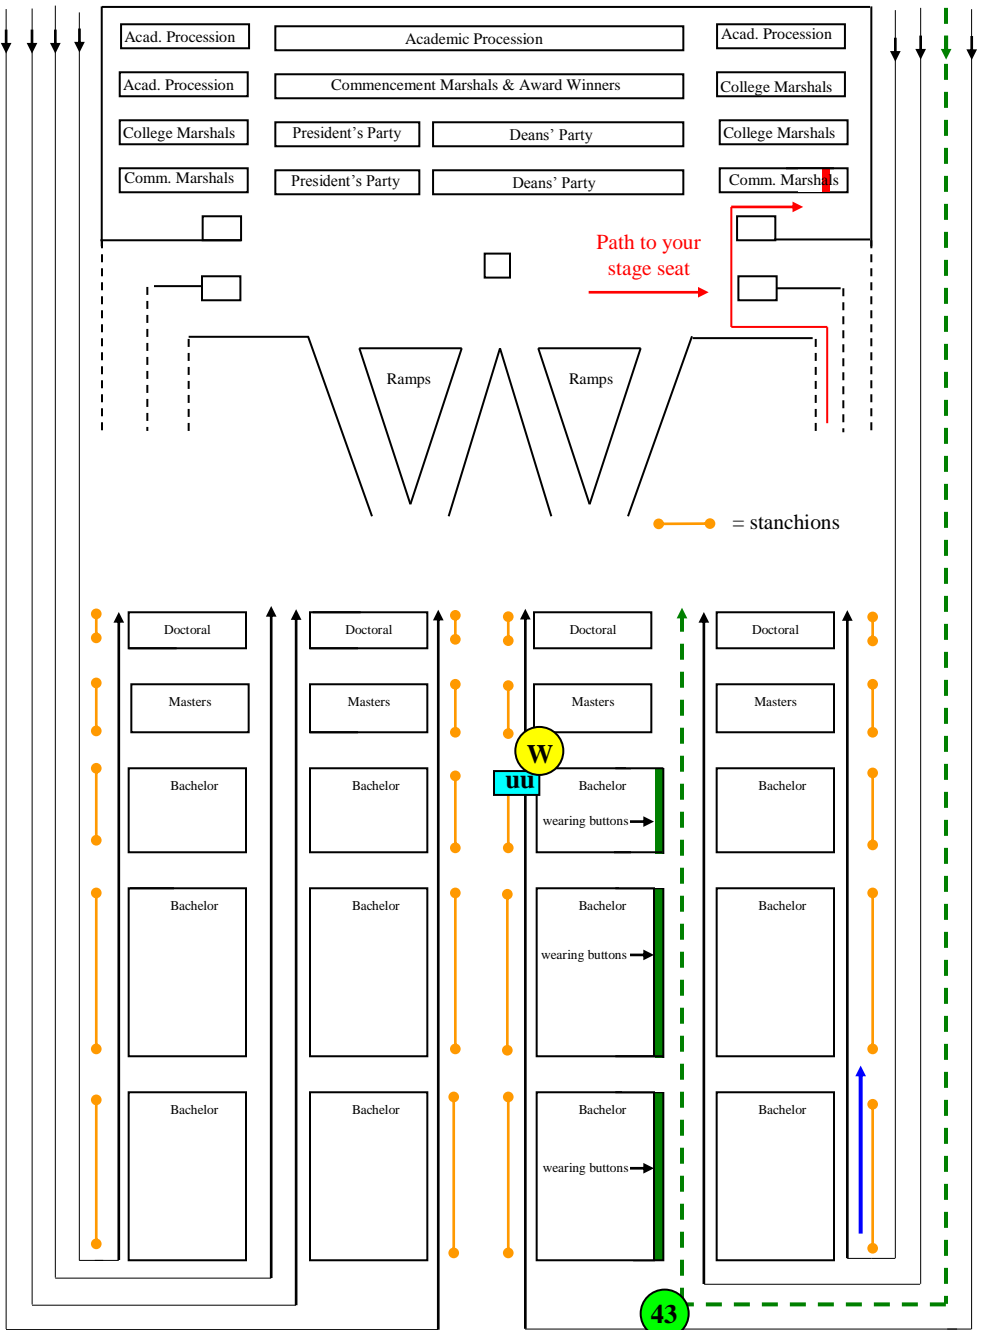 Acad. Procession
Academic Procession
Acad. Procession
Acad. Procession
Commencement Marshals & Award Winners
College Marshals
College Marshals
President's Party
Deans' Party
College Marshals
Comm. Marshals
President's Party
Deans' Party
Comm. Marshals
Path to your
stage seat
Ramps
Ramps
= stanchions
Doctoral
Doctoral
Doctoral
Doctoral
Masters
Masters
Masters
Masters
W
uu
Bachelor
Bachelor
Bachelor
Bachelor
wearing buttons
Bachelor
Bachelor
Bachelor
Bachelor
wearing buttons
Bachelor
Bachelor
Bachelor
Bachelor
wearing buttons
43